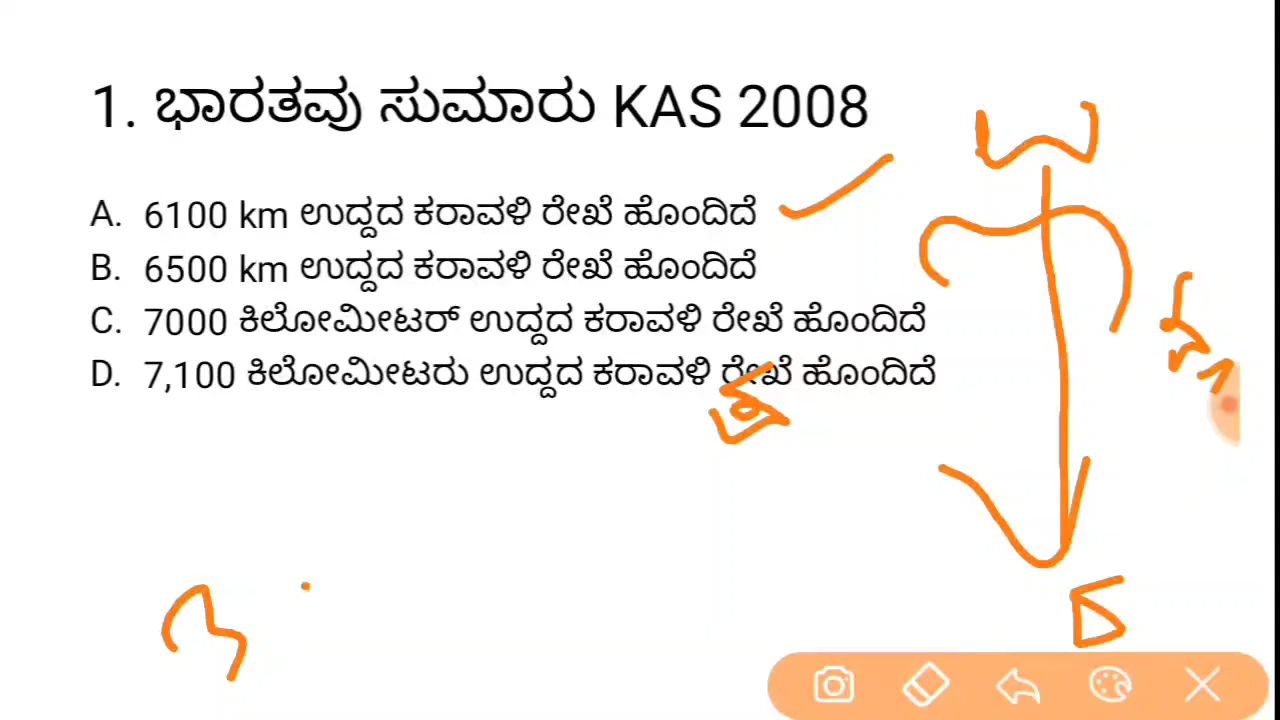 1. ಭಾರತವು ಸುಮಾರು KAS 2008
A. 6100 km ಉದ್ದದ ಕರಾವಳಿ ರೇಖೆ ಹೊಂದಿದೆ
B. 6500 km ಉದ್ದದ ಕರಾವಳಿ ರೇಖೆ ಹೊಂದಿದೆ
C. 7000 ಕಿಲೋಮೀಟರ್ ಉದ್ದದ ಕರಾವಳಿ ರೇಖೆ ಹೊಂದಿದೆ
D. 7,100 ಕಿಲೋಮೀಟರು ಉದ್ದದ ಕರಾವಳಿ ರೇಖೆ ಹೊಂದಿದೆ